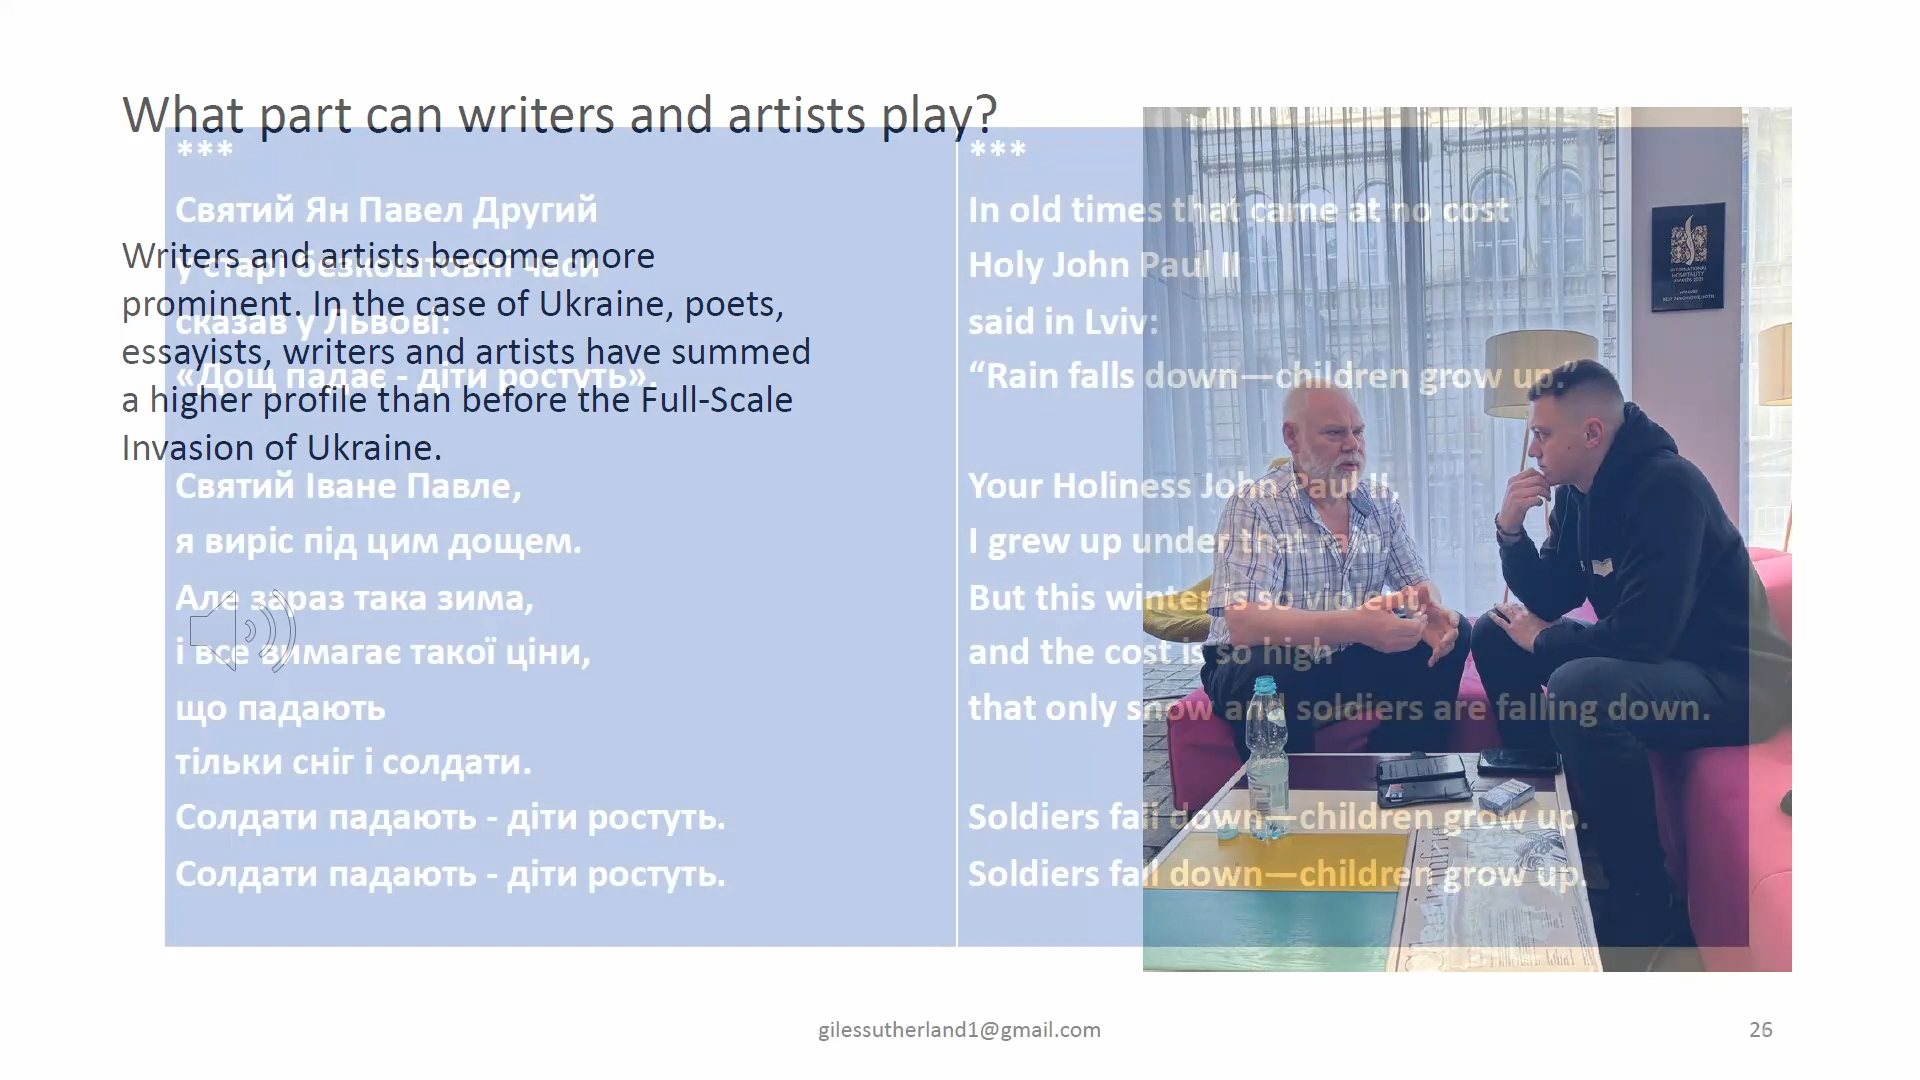 What part can writers and artists play?
Writers and artists become more
prominent. In the case of Ukraine, poets,
essayists, writers and artists have summed
a higher profile than before the Full-Scale
Invasion of Ukraine.
***
Святий Ян Павел Другий
у старі безкоштовні часи
сказав у Львові:
«Дощ падає - діти ростуть».
Святий Іване Павле,
я виріс під цим дощем.
Але зараз така зима,
і все вимагає такої ціни,
що падають
тільки сніг і солдати.
Солдати падають - діти ростуть.
Солдати падають - діти ростуть.
***
In old times that came at no cost
Holy John Paul II
said in Lviv:
“Rain falls down—children grow up.”
Your Holiness John Paul II,
I grew up under that rain.
But this winter is so violent,
and the cost is so high
that only snow and soldiers are falling down.
Soldiers fall down—children grow up.
Soldiers fall down—children grow up.
INTERNATIONAL
HOSPITALITY
gilessutherland1@gmail.com
26